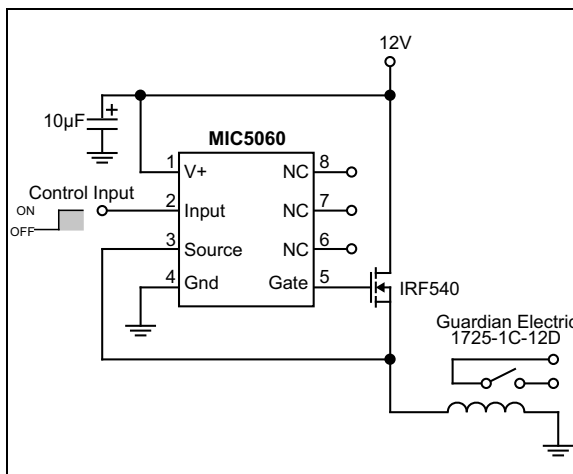 12V
10µF
+
MIC5060
1 V+ NC 8
Control Input
ON
OFF
2 Input NC 7
3 Source NC 6
4 Gnd Gate 5
IRF540
Guardian Electric
1725-1C-12D